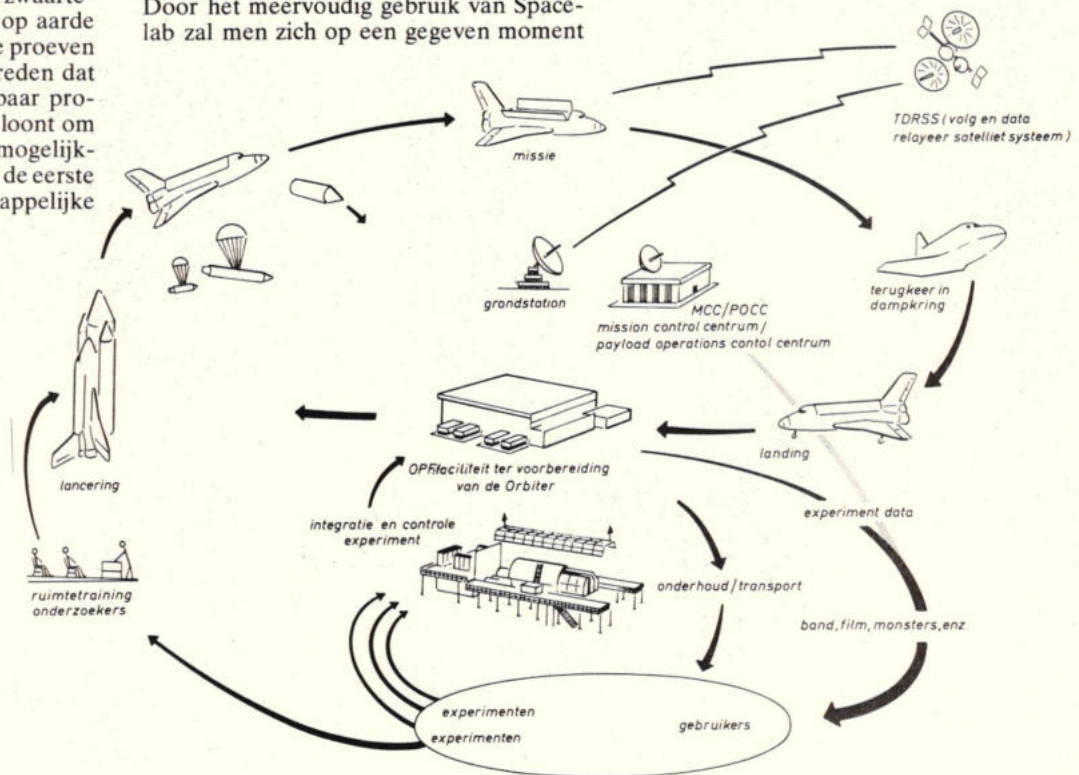 zwaarte-
op aarde
e proeven
reden dat
baar pro-
loont om
mogelijk-
de eerste
appelijke
Door het meervoudig gebruik van Space-
lab zal men zich op een gegeven moment
TDRSS (volg en data
relayeer satelliet systeem)
missie
grondstation
MCC/POCC
mission control centrum/
payload operations contol centrum
terugkeer in
dampkring
landing
lancering
OPF faciliteit ter voorbereiding
van de Orbiter
experiment data
integratie en controle
experiment
onderhoud/transport
ruimtetraining
onderzoekers
band, film, monsters, enz.
experimenten
gebruikers
experimenten